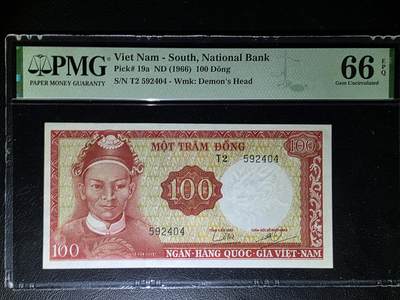 PMG
PAPER MONEY GUARANTY
Viet Nam - South, National Bank
Pick# 19a ND (1966) 100 Dông
S/N T2 592404 - Wmk: Demon's Head
66 EPQ
Gem Uncirculated
MỘT TRĂM ĐỒNG
100
100
T2 592404
592404
100
NGÂN-HÀNG QUỐC-GIA VIỆT-NAM